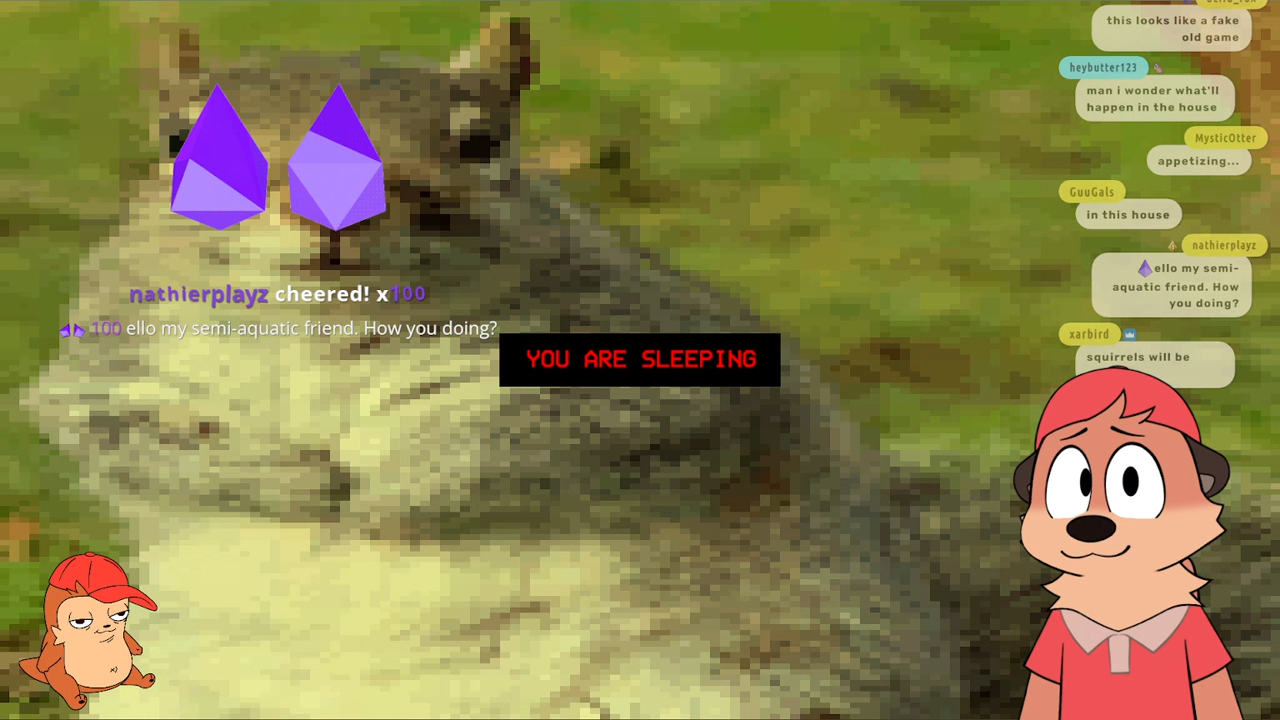 nathierplayz cheered! x100
100 ello my semi-aquatic friend. How you doing?
YOU ARE SLEEPING
this looks like a fake
old game
heybutter123
man i wonder what'll
happen in the house
MysticOtter
appetizing...
GuuGals
in this house
nathierplayz
ello my semi-
aquatic friend. How
you doing?
xarbird
squirrels will be